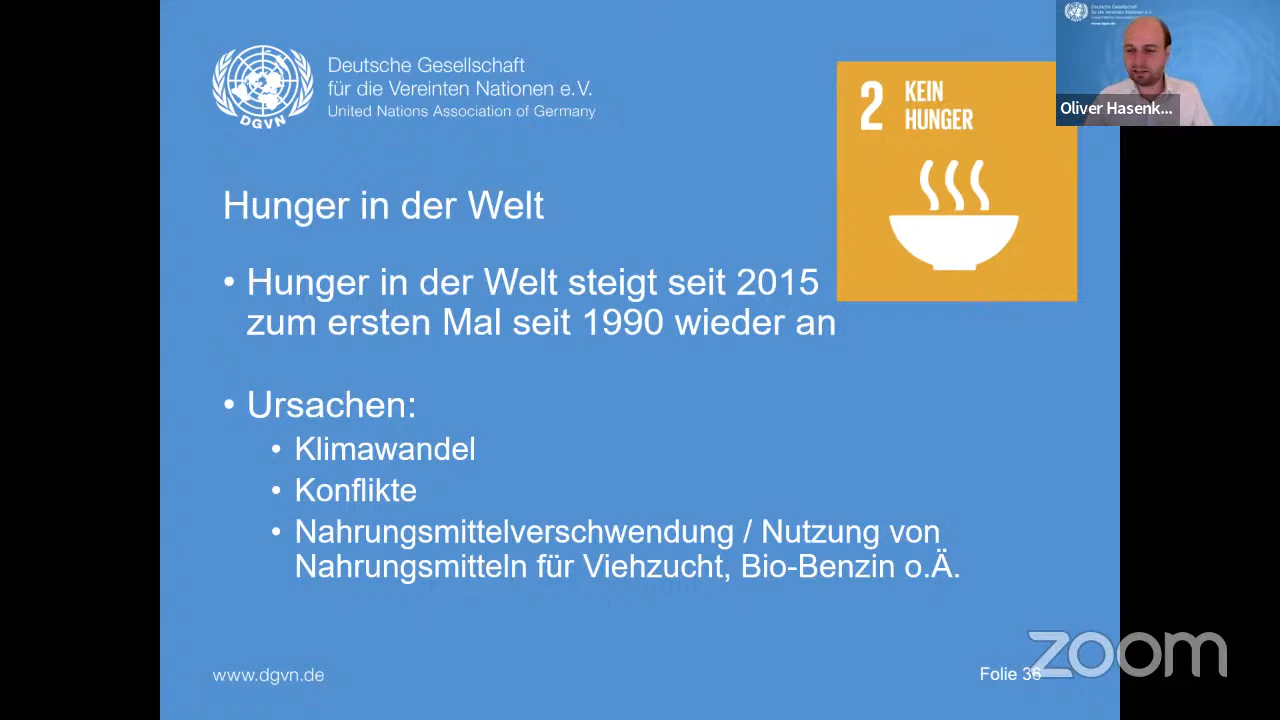 Deutsche Gesellschaft
für die Vereinten Nationen e.V.
United Nations Association of Germany
DGVN
2 KEIN
HUNGER
Oliver Hasenk...
Hunger in der Welt
• Hunger in der Welt steigt seit 2015
zum ersten Mal seit 1990 wieder an
• Ursachen:
• Klimawandel
• Konflikte
• Nahrungsmittelverschwendung / Nutzung von
Nahrungsmitteln für Viehzucht, Bio-Benzin o.Ä.
www.dgvn.de
Folie 36
zoom